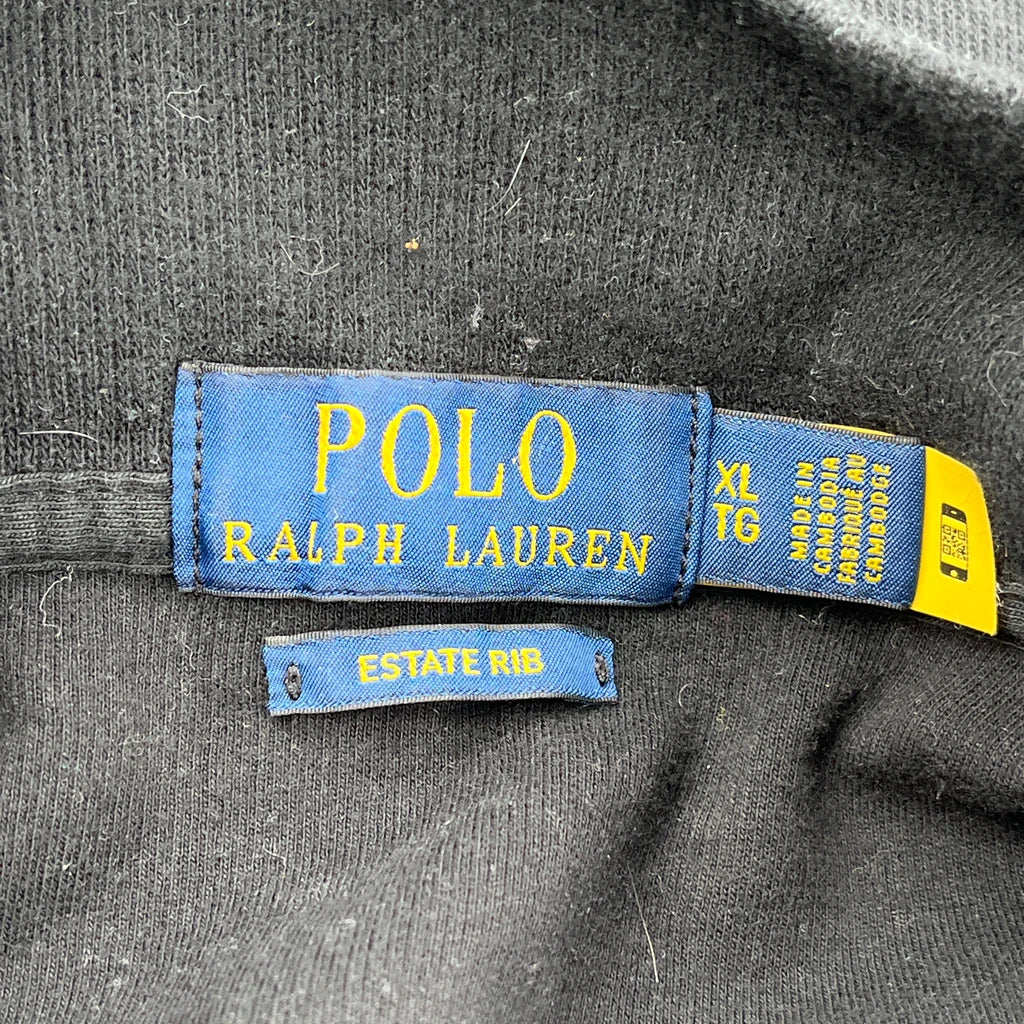 POLO
RALPH LAUREN
XL
TG
MADE IN
CAMBODIA
FABRIQUÉ AU
CAMBODGE
ESTATE RIB